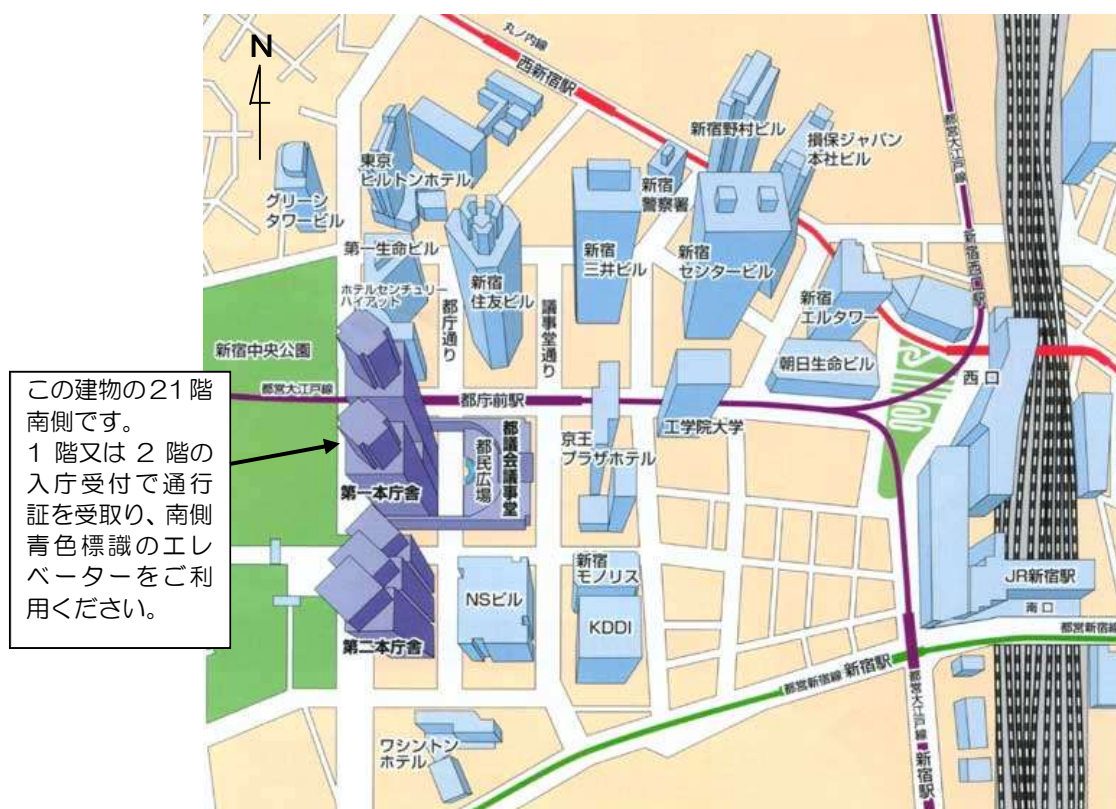 N
丸ノ内線
西新宿駅
都営大江戸線
新宿野村ビル
損保ジャパン
本社ビル
東京
ヒルトンホテル
新宿
警察署
グリーン
タワービル
第一生命ビル
新宿
三井ビル
新宿
センタービル
新宿西口駅
ホテルセンチュリー
ハイアット
新宿
住友ビル
都庁通り
議事堂通り
新宿
エルタワー
新宿中央公園
朝日生命ビル
西口
この建物の21階
南側です。
1階又は2階の
入庁受付で通行
証を受取り、南側
青色標識のエレ
ベーターをご利
用ください。
都営大江戸線
都庁前駅
工学院大学
京王
プラザホテル
都民広場
都議会議事堂
第一本庁舎
新宿
モノリス
NSビル
KDDI
JR新宿駅
南口
都営新宿線
第二本庁舎
都営新宿線
新宿駅
都営大江戸線
新宿駅
ワシントン
ホテル